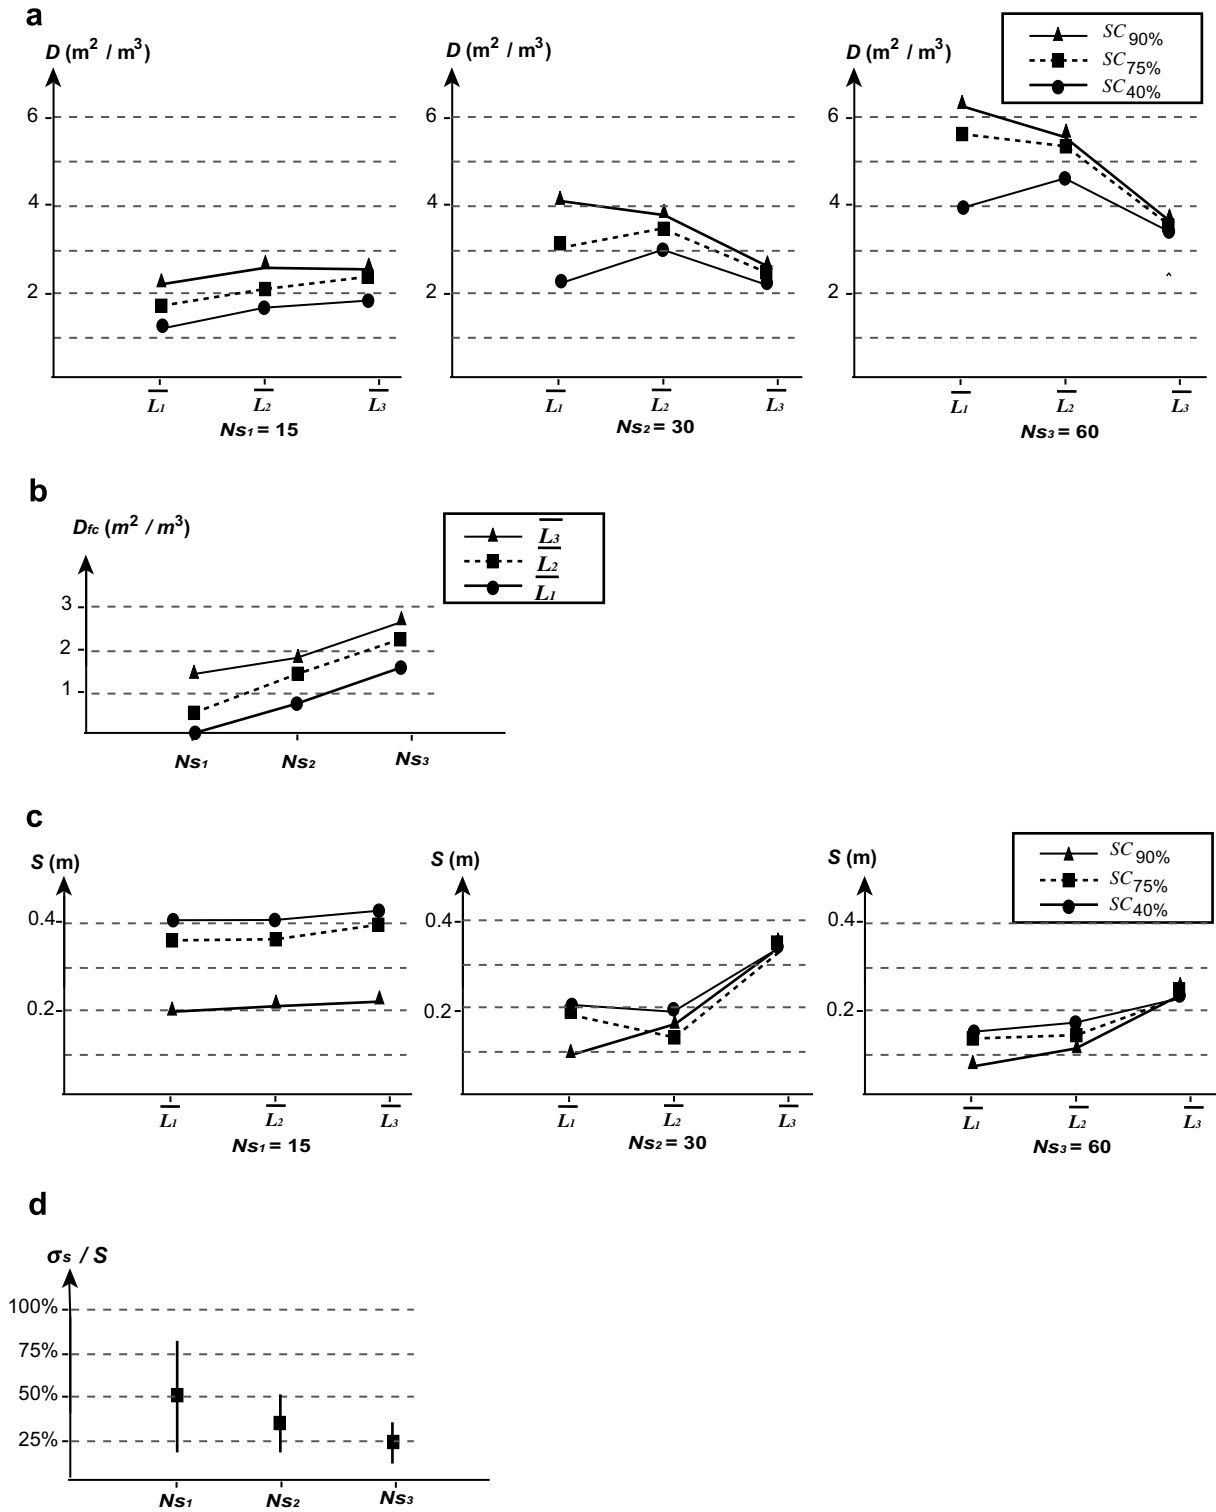 a
D (m² / m³)
D (m² / m³)
D (m² / m³)
SC90%
SC75%
SC40%
6
4
2
6
4
2
6
4
2
L1
L2
L3
L1
L2
L3
L1
L2
L3
Ns1 = 15
Ns2 = 30
Ns3 = 60
b
Dfc (m² / m³)
L3
L2
L1
3
2
1
Ns1
Ns2
Ns3
c
S (m)
S (m)
S (m)
SC90%
SC75%
SC40%
0.4
0.2
0.4
0.2
0.4
0.2
L1
L2
L3
L1
L2
L3
L1
L2
L3
Ns1 = 15
Ns2 = 30
Ns3 = 60
d
σs / S
100%
75%
50%
25%
Ns1
Ns2
Ns3